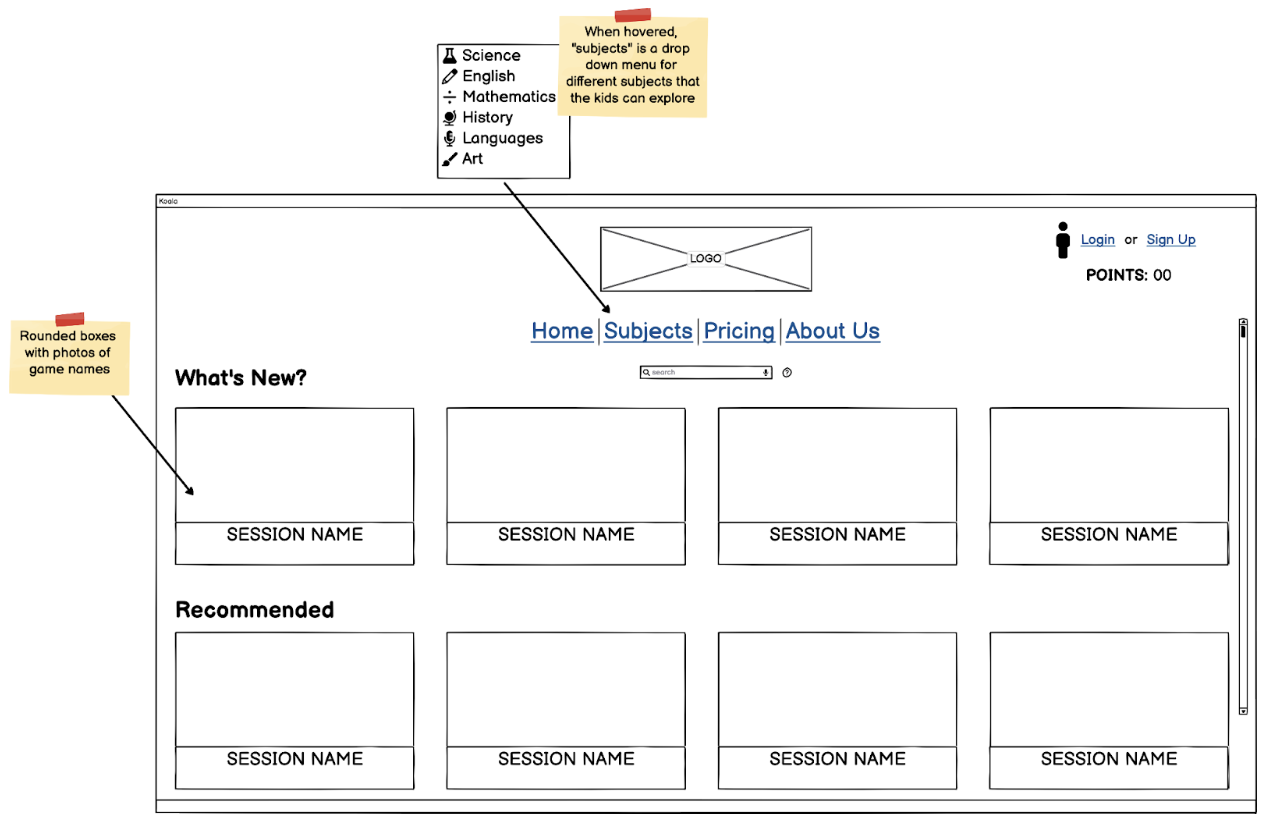 When hovered,
"subjects" is a drop
down menu for
different subjects that
the kids can explore
Science
English
Mathematics
History
Languages
Art
Koala
LOGO
Login or Sign Up
POINTS: 00
Home Subjects Pricing About Us
Rounded boxes
with photos of
game names
search
What's New?
SESSION NAME SESSION NAME SESSION NAME SESSION NAME
Recommended
SESSION NAME SESSION NAME SESSION NAME SESSION NAME